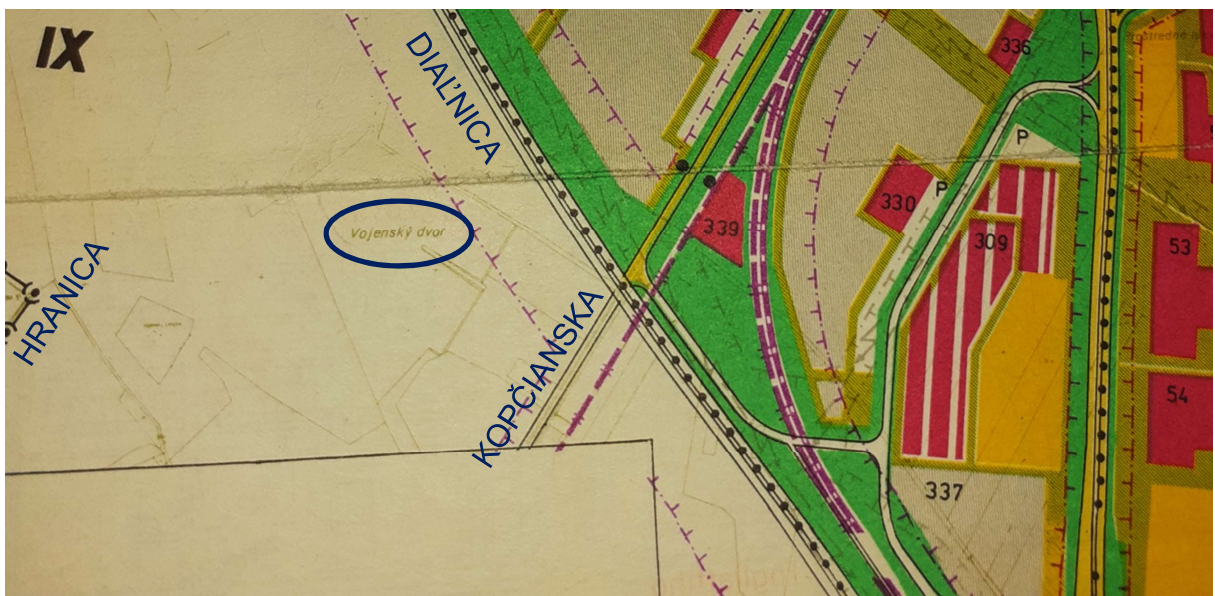 IX
DIAĽNICA
336
P
P
330
339
309
53
Vojenský dvor
HRANICA
KOPČIANSKA
54
337